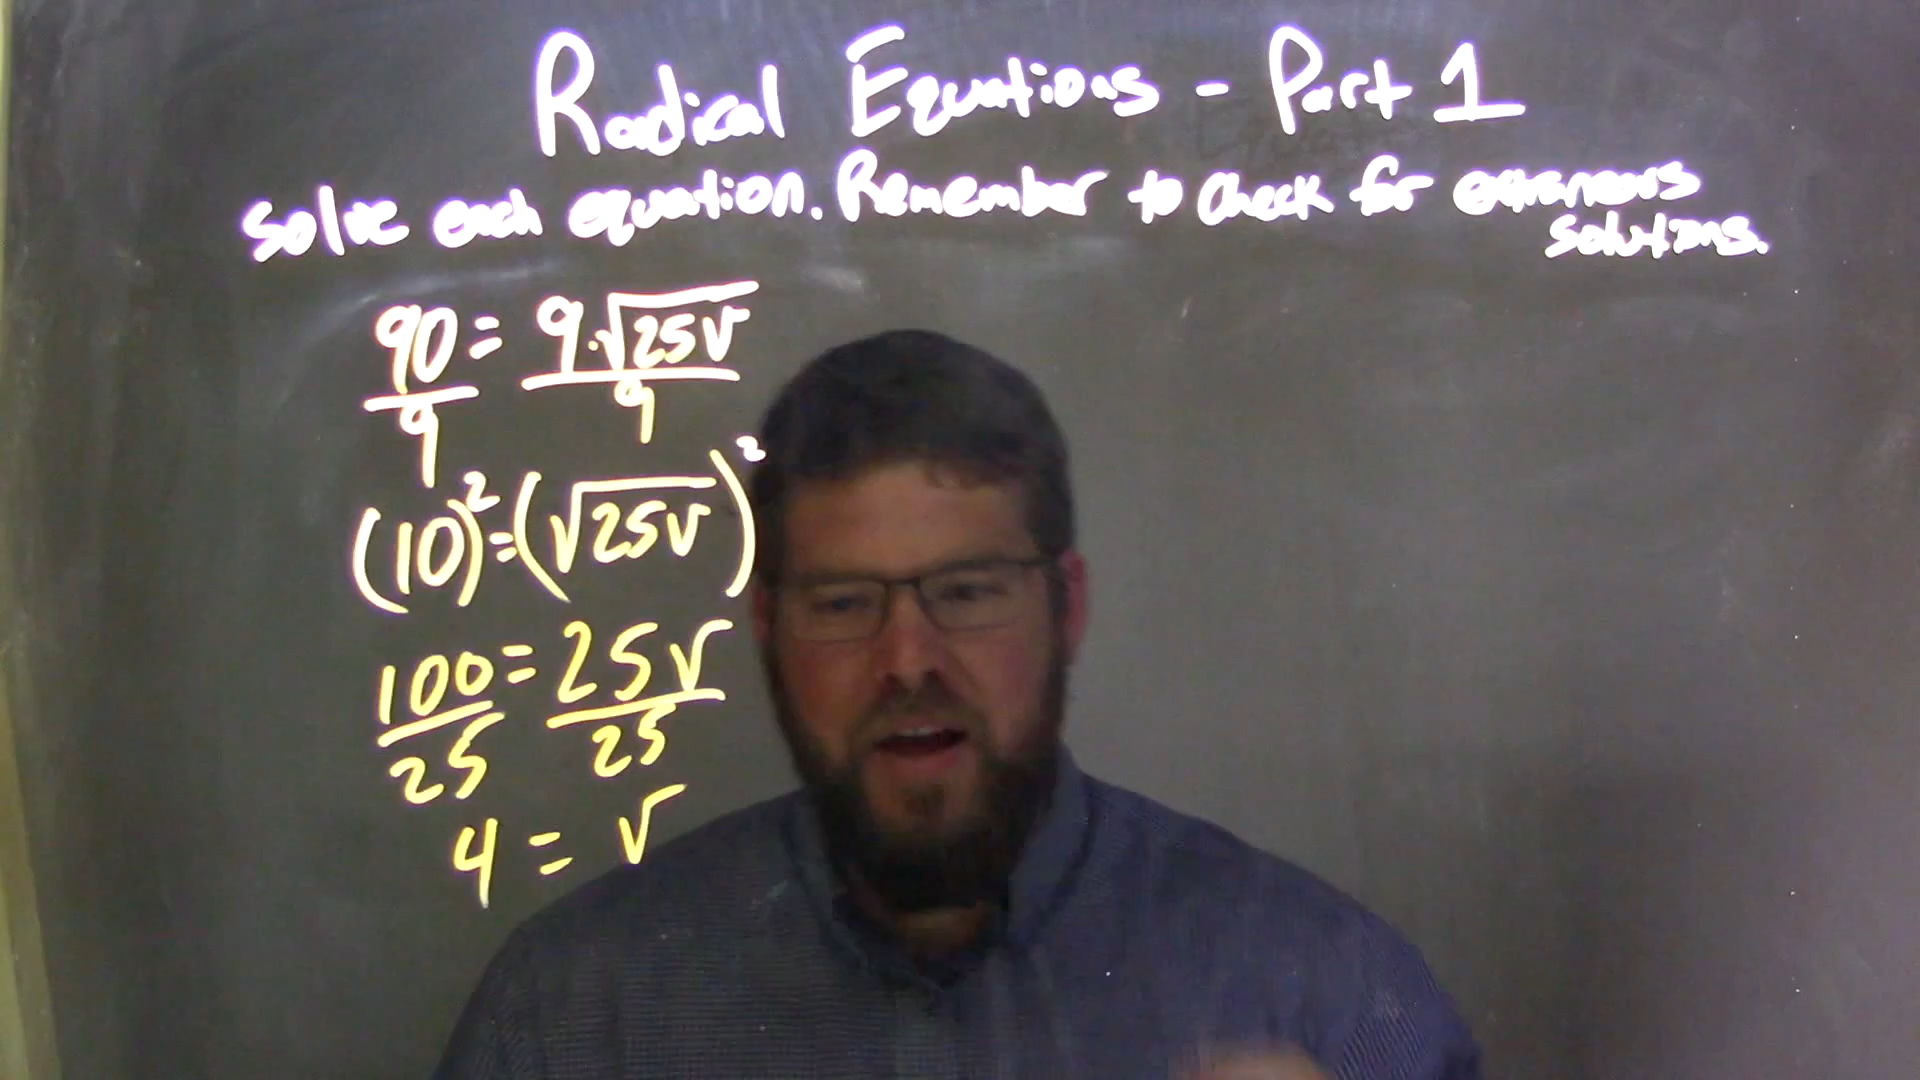 Radical Equations - Part 1
Solve each equation. Remember to check for extraneous
solutions.
90 = 9·√25v
9 9
(10)² = (√25v)²
100 = 25v
25 25
4 = v